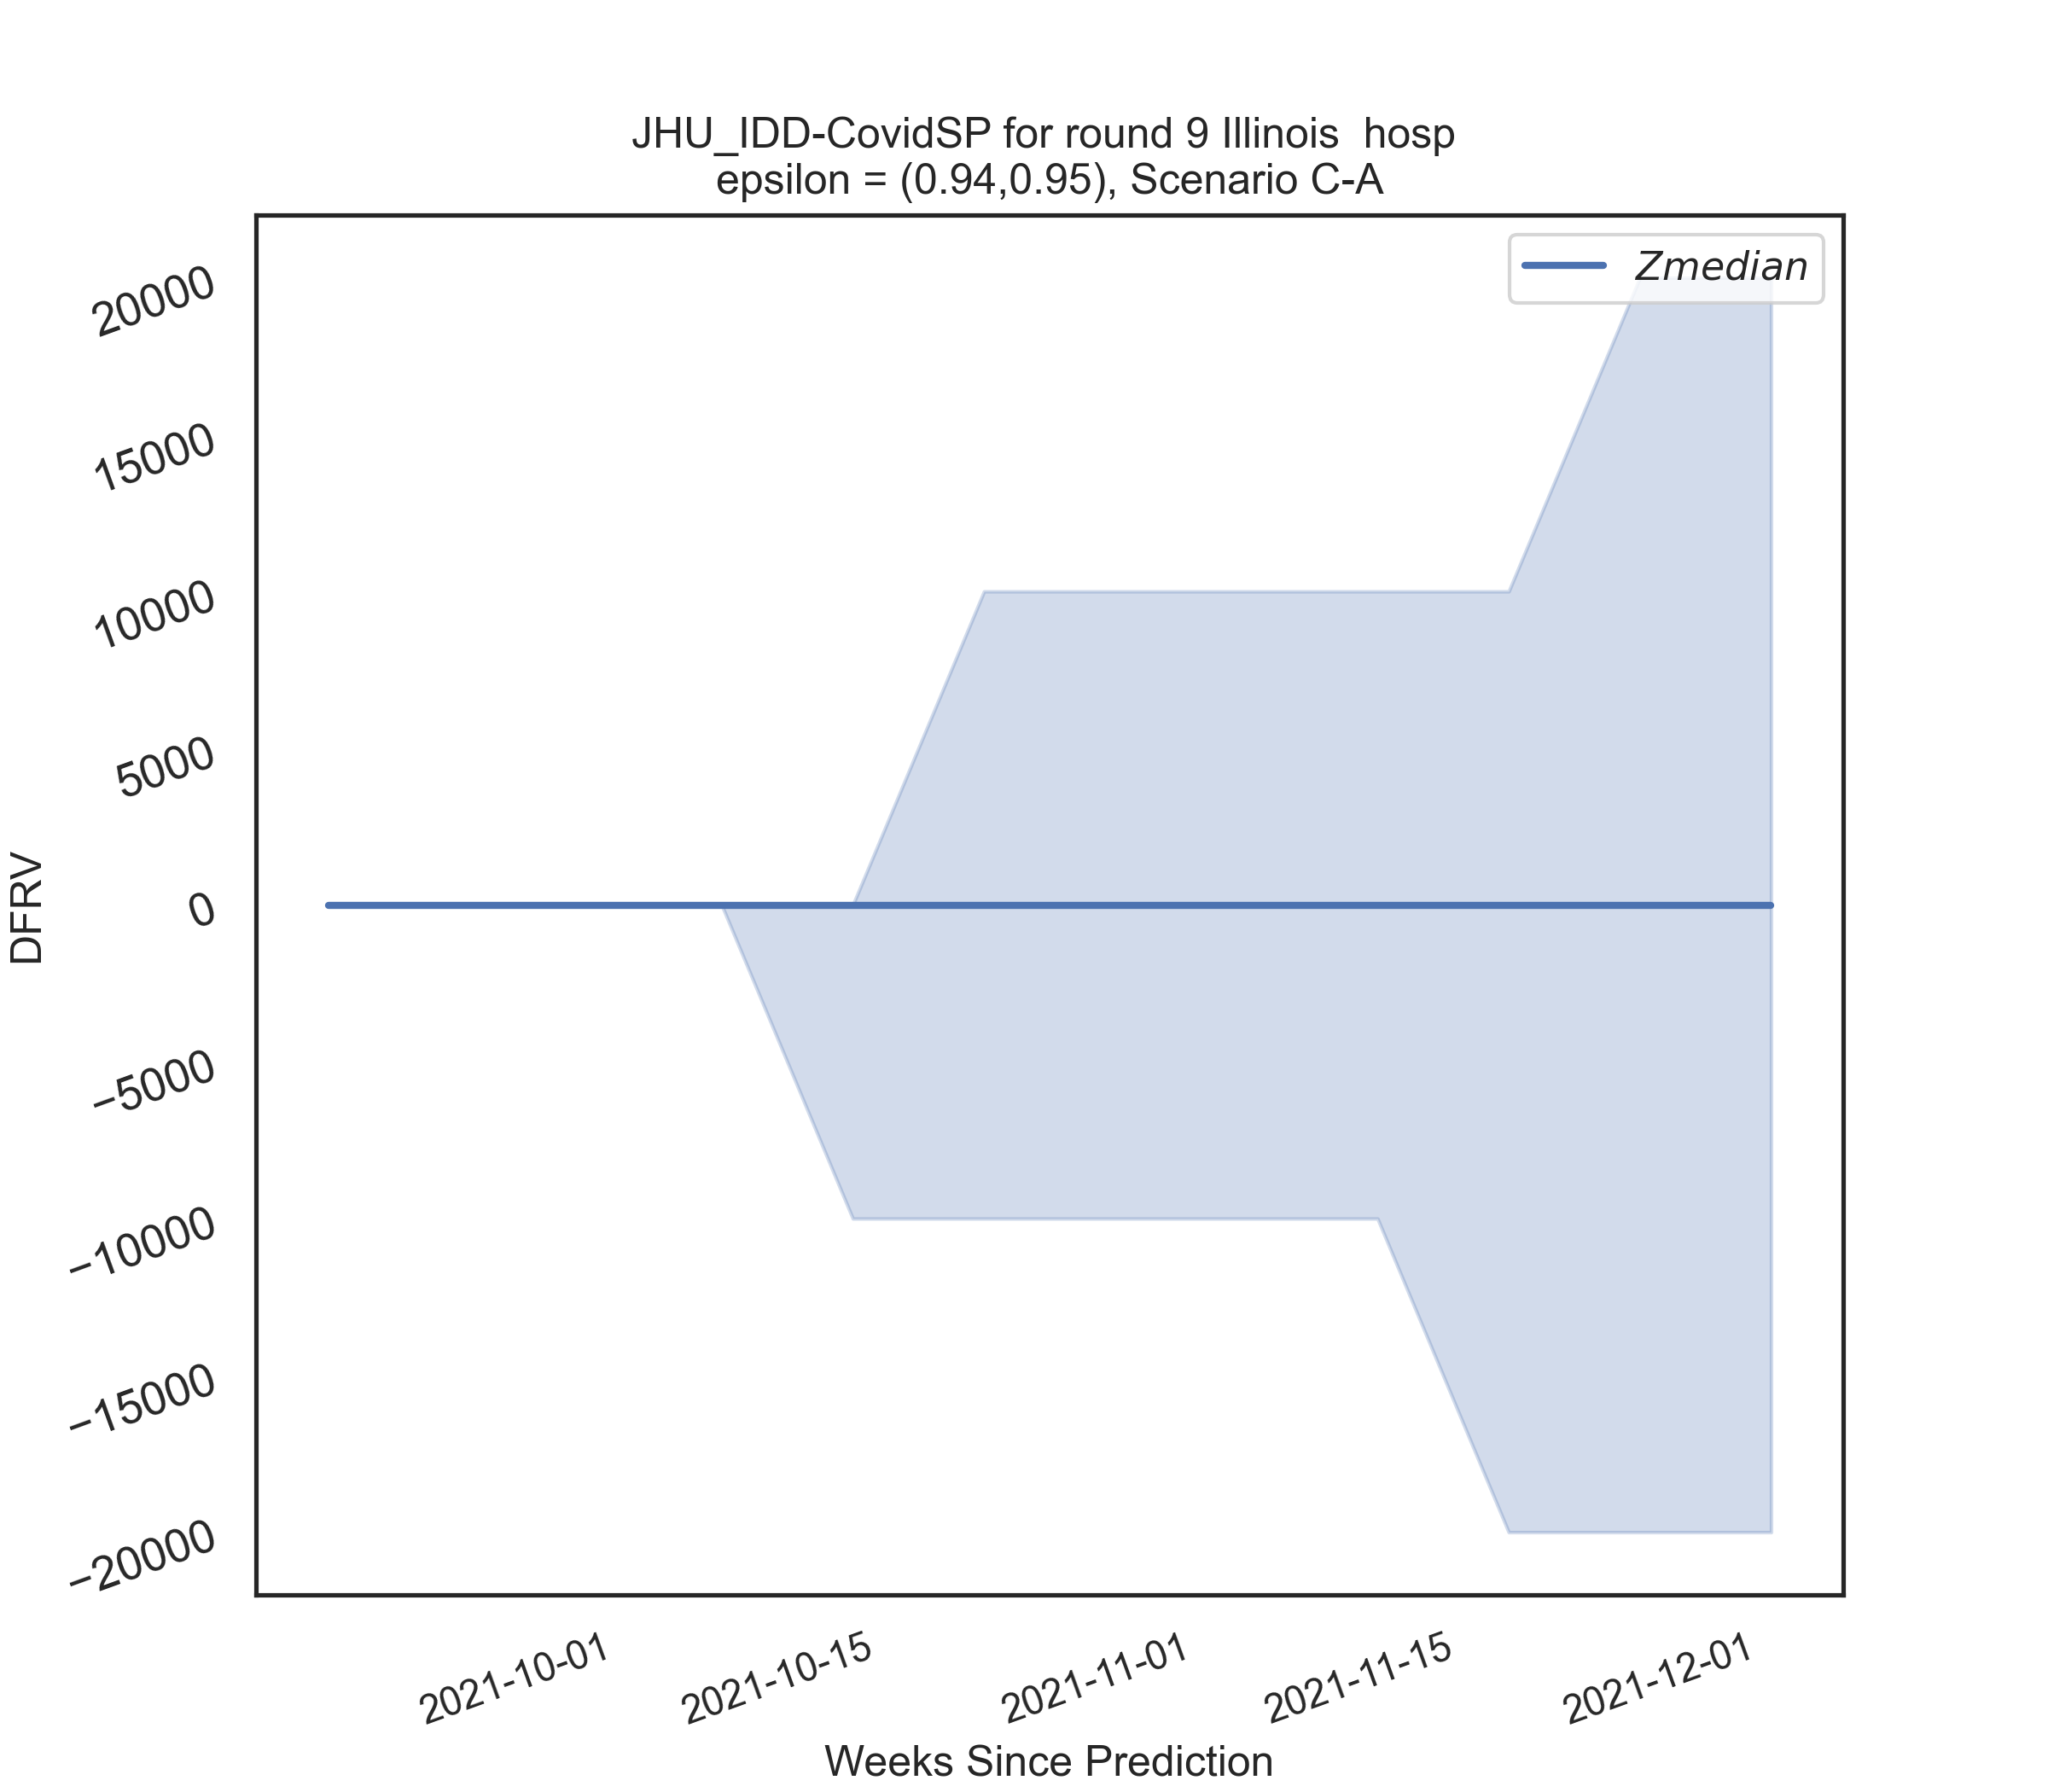 JHU_IDD-CovidSP for round 9 Illinois  hosp
epsilon = (0.94,0.95), Scenario C-A
Zmedian
20000
15000
10000
5000
0
−5000
−10000
−15000
−20000
DFRV
2021-10-01
2021-10-15
2021-11-01
2021-11-15
2021-12-01
Weeks Since Prediction